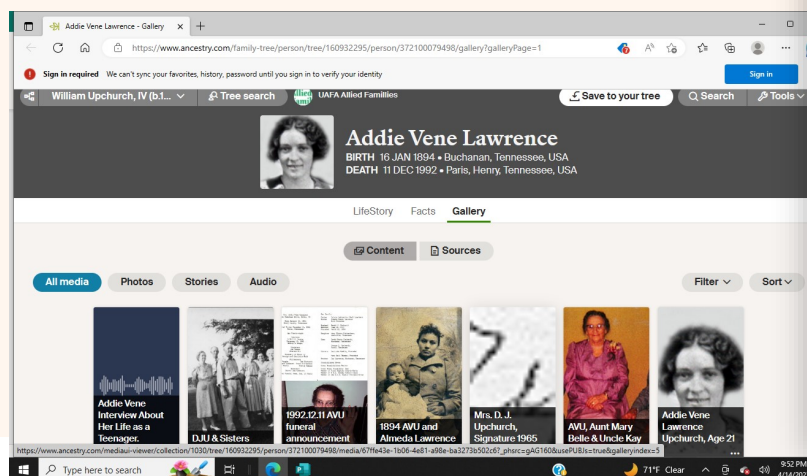 Addie Vene Lawrence - Gallery
https://www.ancestry.com/family-tree/person/tree/160932295/person/372100079498/gallery?galleryPage=1
Sign in required We can't sync your favorites, history, password until you sign in to verify your identity
Sign in
William Upchurch, IV (b.1...
Tree search
UAFA Allied Famillies
Save to your tree
Search
Tools
Addie Vene Lawrence
BIRTH 16 JAN 1894 • Buchanan, Tennessee, USA
DEATH 11 DEC 1992 • Paris, Henry, Tennessee, USA
LifeStory Facts Gallery
Content Sources
All media Photos Stories Audio Filter Sort
Addie Vene
Interview About
Her Life as a
Teenager.
DJU & Sisters
1992.12.11 AVU
funeral
announcement
1894 AVU and
Almeda Lawrence
Mrs. D. J.
Upchurch,
Signature 1965
AVU, Aunt Mary
Belle & Uncle Kay
Addie Vene
Lawrence
Upchurch, Age 21
https://www.ancestry.com/mediaui-viewer/collection/1030/tree/160932295/person/372100079498/media/67ffe43e-1b06-4e81-a98e-ba3273b502c6?_phsrc=gAG160&usePUBJs=true&galleryindex=5
Type here to search
71°F Clear
9:52 PM